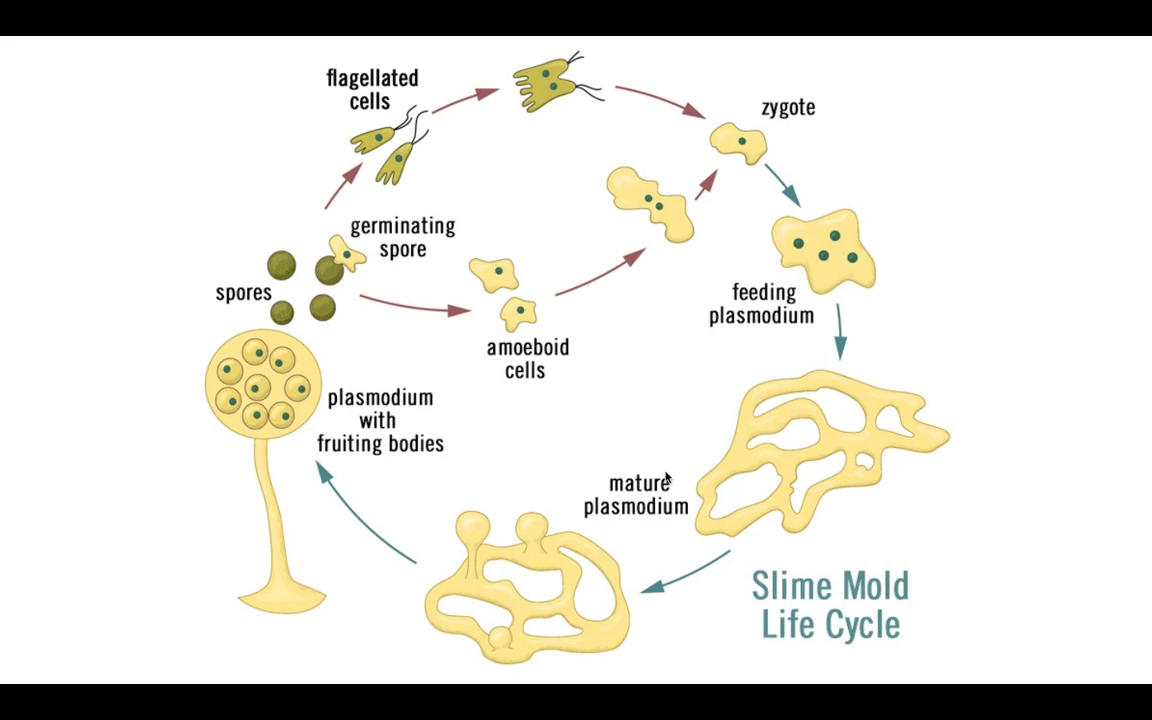 flagellated
cells
zygote
germinating
spore
spores
feeding
plasmodium
amoeboid
cells
plasmodium
with
fruiting bodies
mature
plasmodium
Slime Mold
Life Cycle